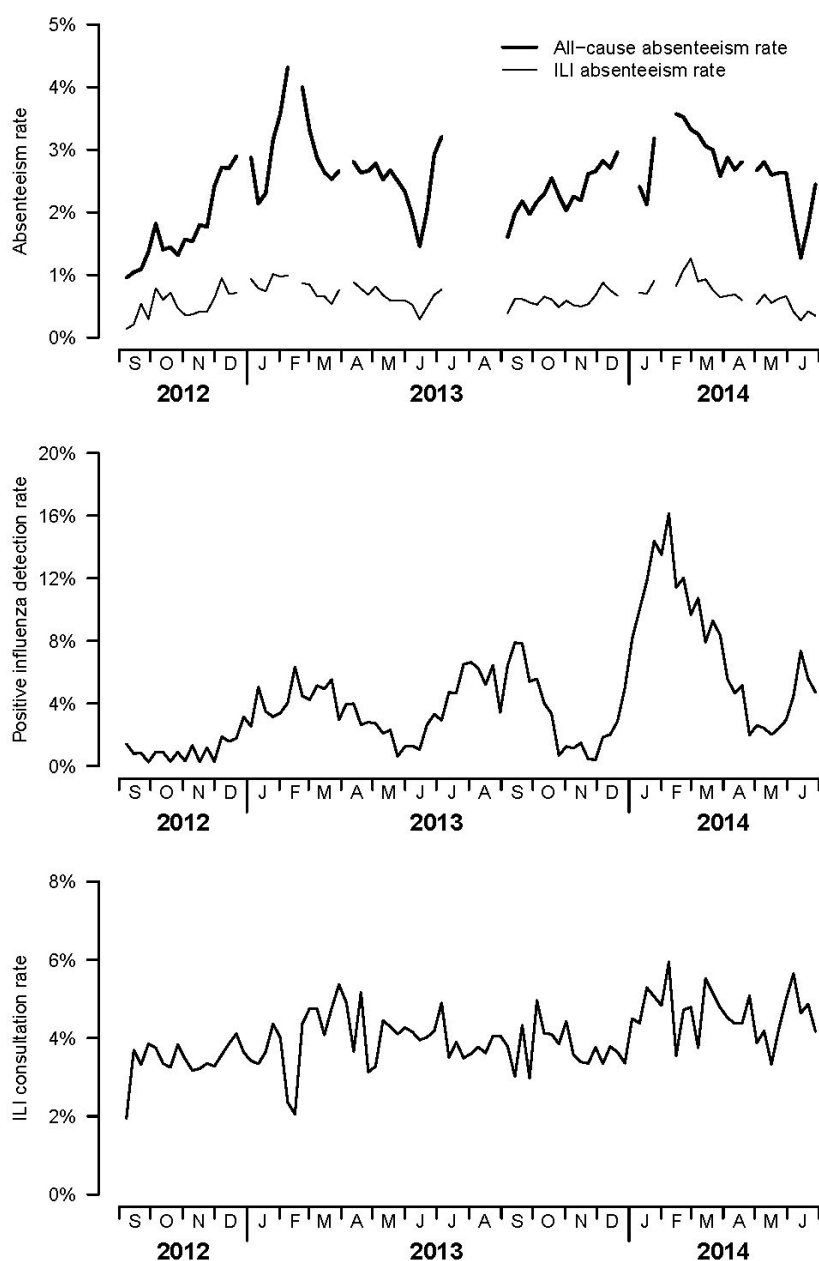 5%
4%
3%
2%
1%
0%
Absenteeism rate
All-cause absenteeism rate
ILI absenteeism rate
S O N D J F M A M J J A S O N D J F M A M J
2012 2013 2014
20%
16%
12%
8%
4%
0%
Positive influenza detection rate
S O N D J F M A M J J A S O N D J F M A M J
2012 2013 2014
8%
6%
4%
2%
0%
ILI consultation rate
S O N D J F M A M J J A S O N D J F M A M J
2012 2013 2014